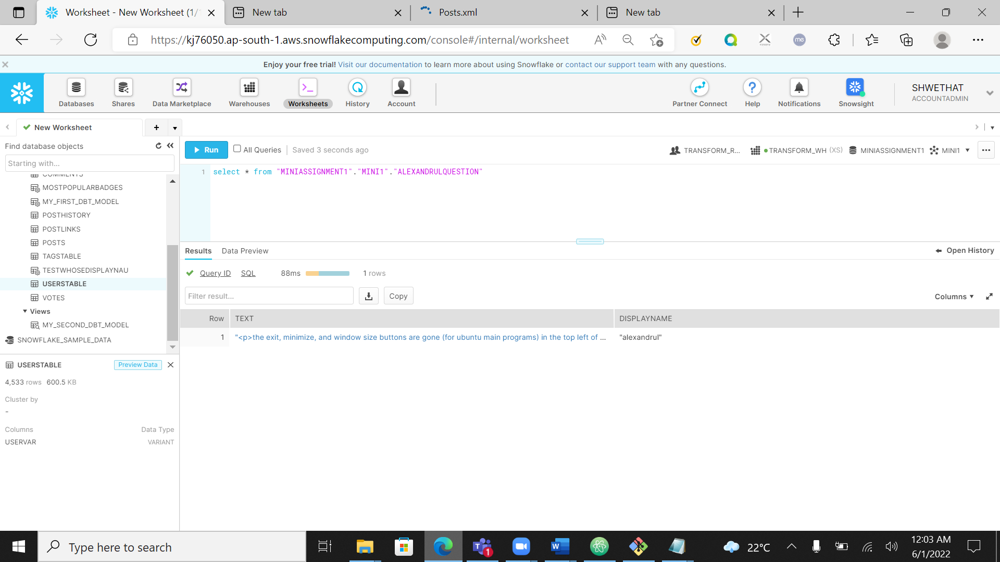 Worksheet - New Worksheet (1/1
New tab
Posts.xml
New tab
https://kj76050.ap-south-1.aws.snowflakecomputing.com/console#/internal/worksheet
Enjoy your free trial! Visit our documentation to learn more about using Snowflake or contact our support team with any questions.
Databases
Shares
Data Marketplace
Warehouses
Worksheets
History
Account
Partner Connect
Help
Notifications
Snowsight
SHWETHAT
ACCOUNTADMIN
New Worksheet
Find database objects
Starting with...
COMMENTS
MOSTPOPULARBADGES
MY_FIRST_DBT_MODEL
POSTHISTORY
POSTLINKS
POSTS
TAGSTABLE
TESTWHOSEDISPLAYNAU
USERSTABLE
VOTES
Views
MY_SECOND_DBT_MODEL
SNOWFLAKE_SAMPLE_DATA
USERSTABLE
Preview Data
4,533 rows 600.5 KB
Cluster by
-
Columns Data Type
USERVAR VARIANT
Run
All Queries
Saved 3 seconds ago
TRANSFORM_R...
TRANSFORM_WH (XS)
MINIASSIGNMENT1
MINI1
1 select * from "MINIASSIGNMENT1"."MINI1"."ALEXANDRULQUESTION"
Results
Data Preview
Open History
Query ID
SQL
88ms
1 rows
Filter result...
Copy
Columns
Row TEXT DISPLAYNAME
1 "<p>the exit, minimize, and window size buttons are gone (for ubuntu main programs) in the top left of ... "alexandrul"
Type here to search
22°C
12:03 AM
6/1/2022